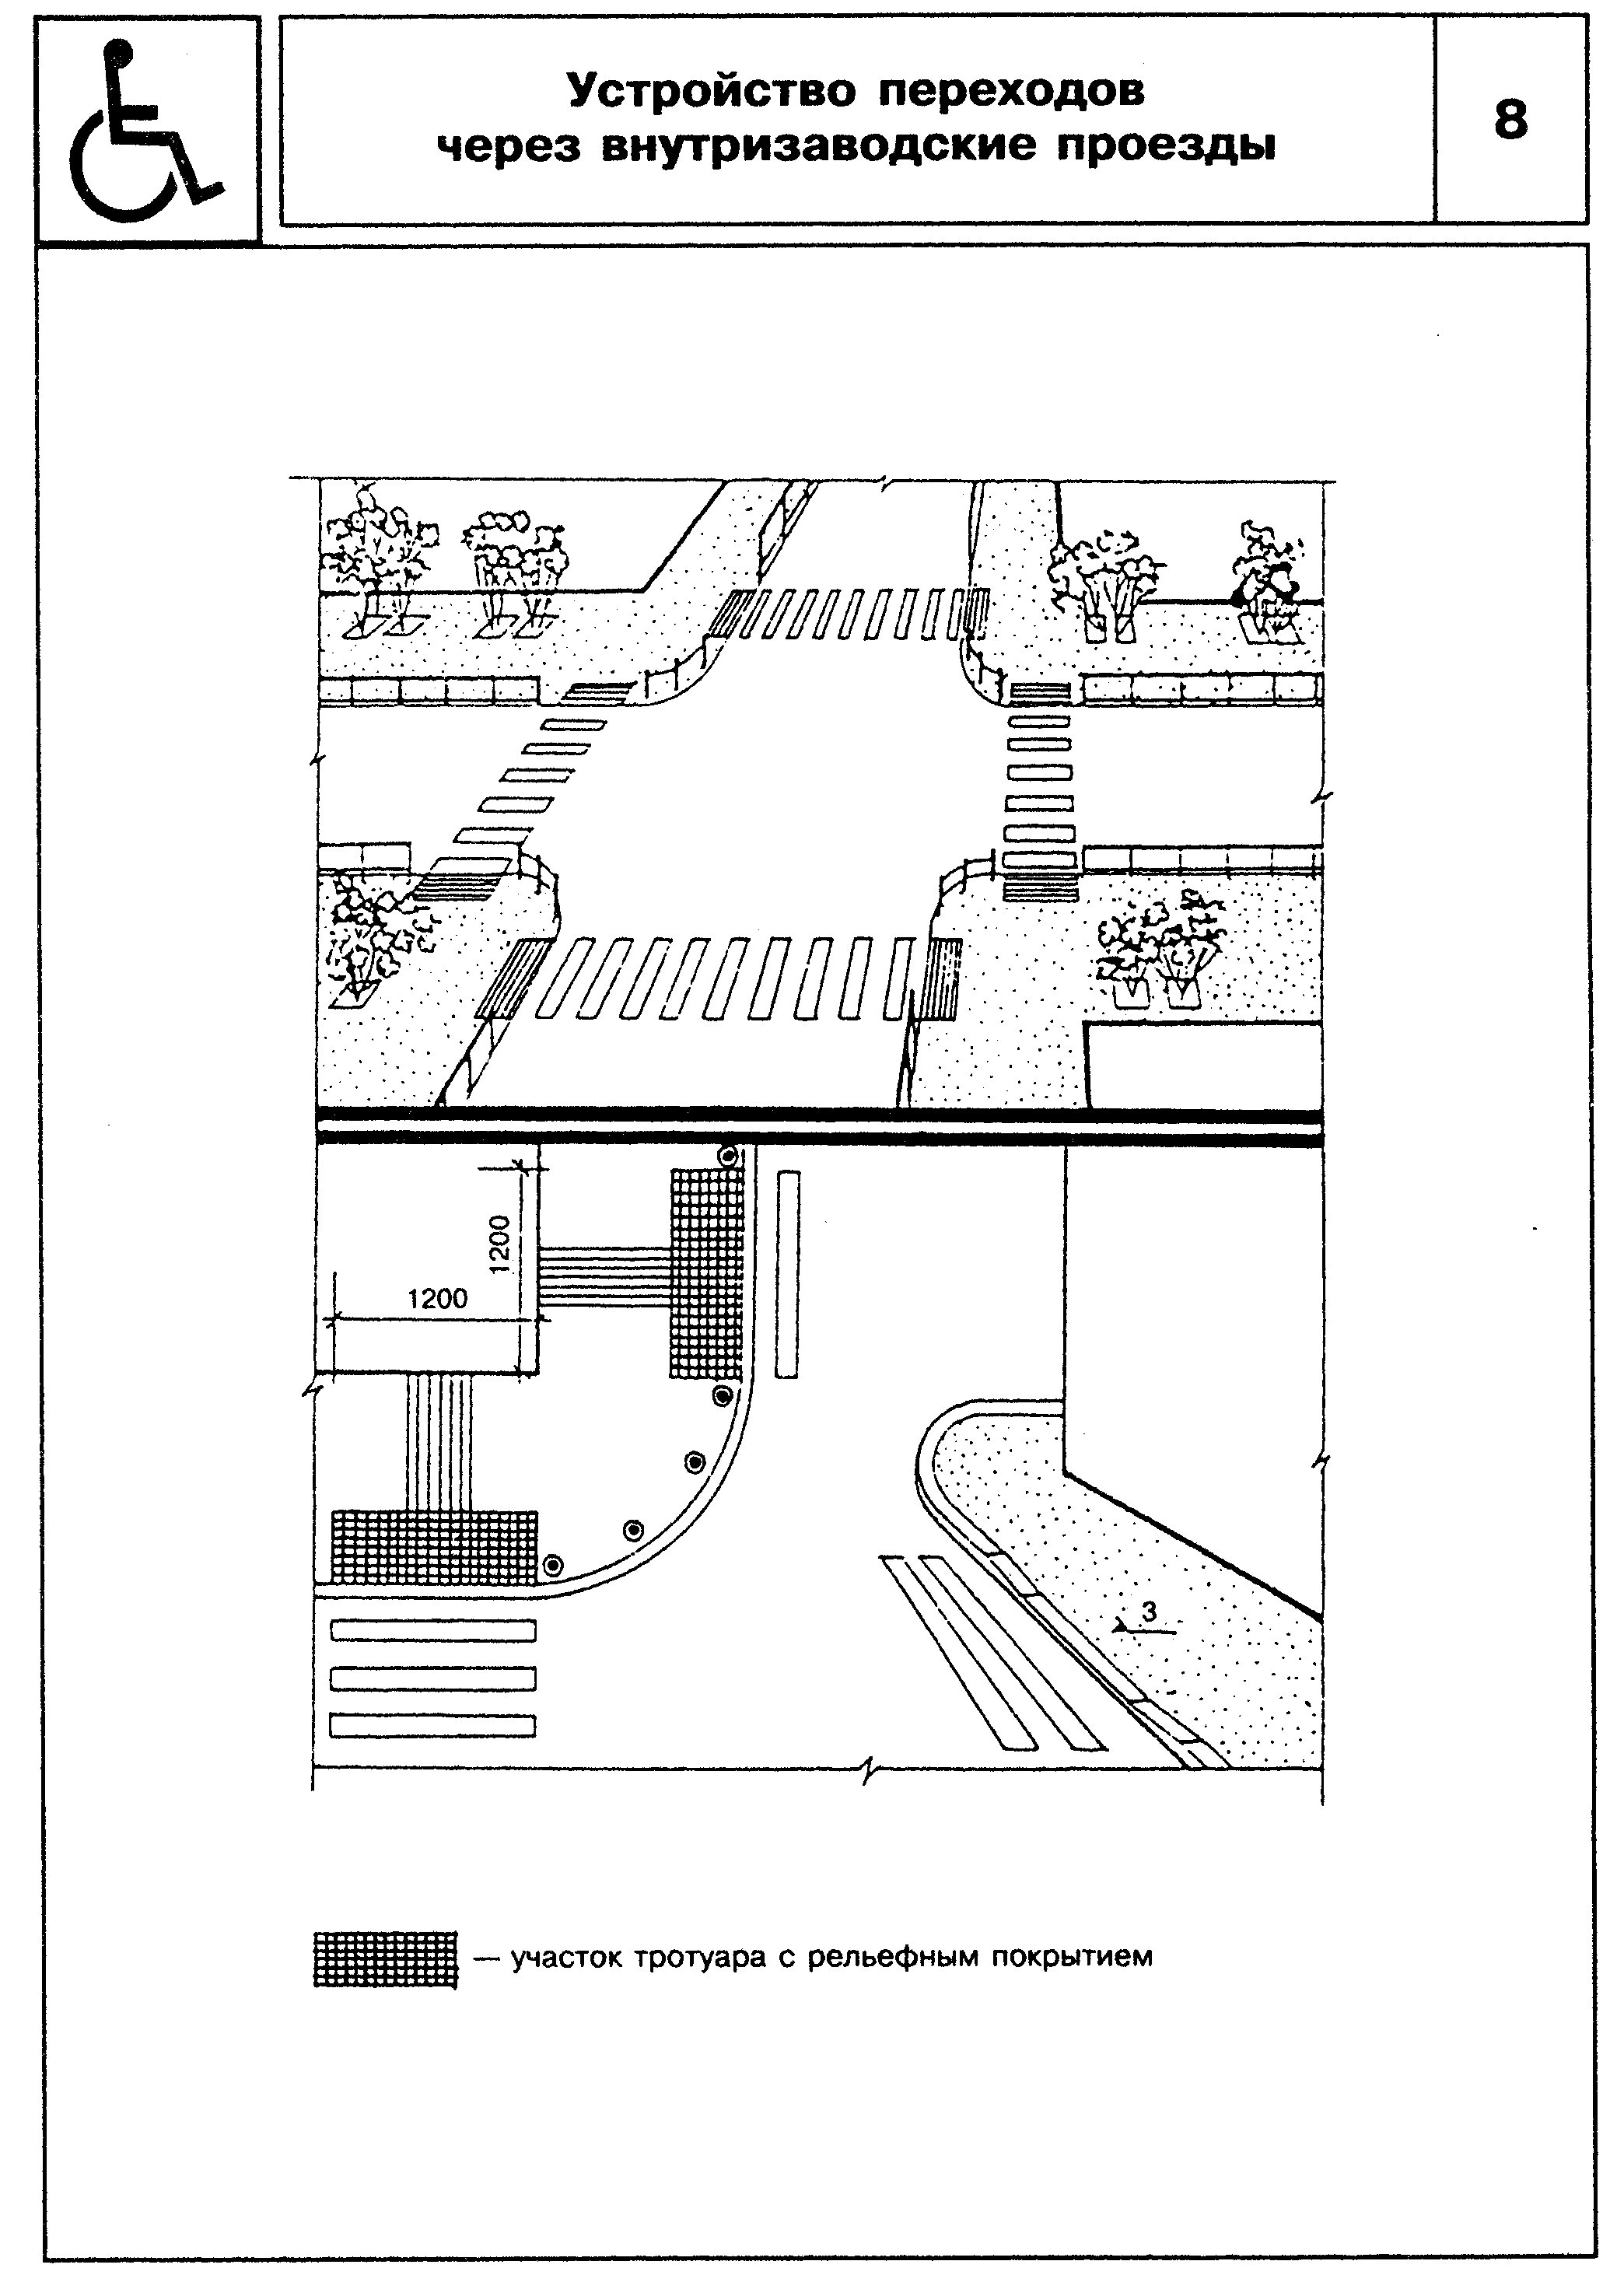 Устройство переходов
через внутризаводские проезды
8
1200
1200
3
— участок тротуара с рельефным покрытием